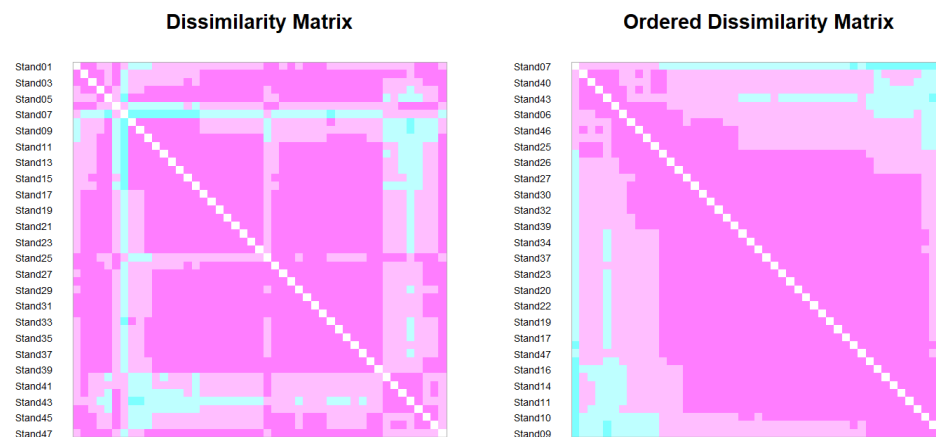 Dissimilarity Matrix
Stand01
Stand03
Stand05
Stand07
Stand09
Stand11
Stand13
Stand15
Stand17
Stand19
Stand21
Stand23
Stand25
Stand27
Stand29
Stand31
Stand33
Stand35
Stand37
Stand39
Stand41
Stand43
Stand45
Stand47
Ordered Dissimilarity Matrix
Stand07
Stand40
Stand43
Stand06
Stand46
Stand25
Stand26
Stand27
Stand30
Stand32
Stand39
Stand34
Stand37
Stand23
Stand20
Stand22
Stand19
Stand17
Stand47
Stand16
Stand14
Stand11
Stand10
Stand09